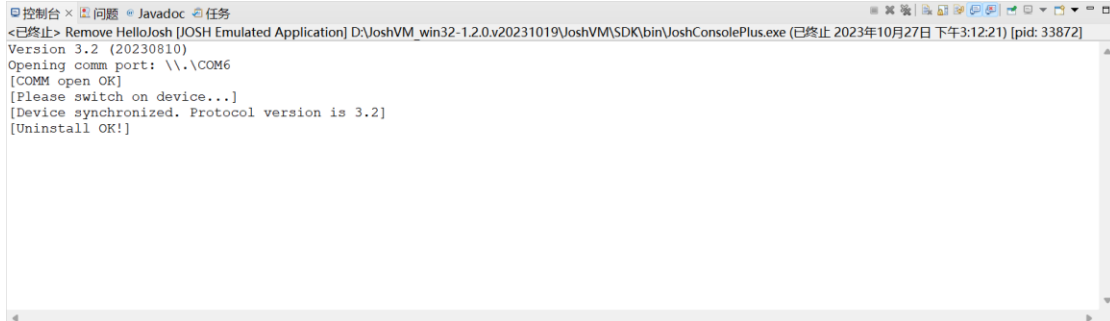 控制台 问题 Javadoc 任务
<已终止> Remove HelloJosh [JOSH Emulated Application] D:\JoshVM_win32-1.2.0.v20231019\JoshVM\SDK\bin\JoshConsolePlus.exe (已终止 2023年10月27日 下午3:12:21) [pid: 33872]
Version 3.2 (20230810)
Opening comm port: \\.\COM6
[COMM open OK]
[Please switch on device...]
[Device synchronized. Protocol version is 3.2]
[Uninstall OK!]